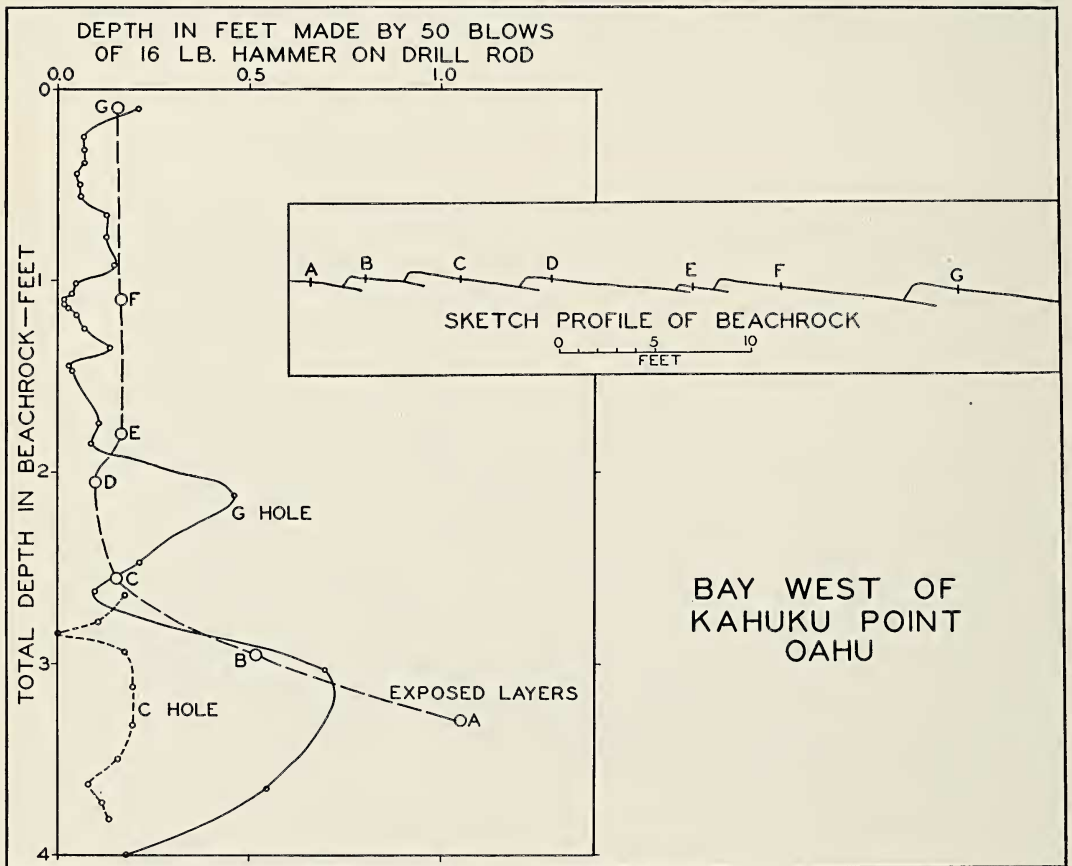 DEPTH IN FEET MADE BY 50 BLOWS
OF 16 LB. HAMMER ON DRILL ROD
0.0 0.5 1.0
TOTAL DEPTH IN BEACHROCK—FEET
0
1
2
3
4
G
F
E
D
G HOLE
C
B
EXPOSED LAYERS
A
C HOLE
A B C D E F G
SKETCH PROFILE OF BEACHROCK
0 5 10
FEET
BAY WEST OF
KAHUKU POINT
OAHU